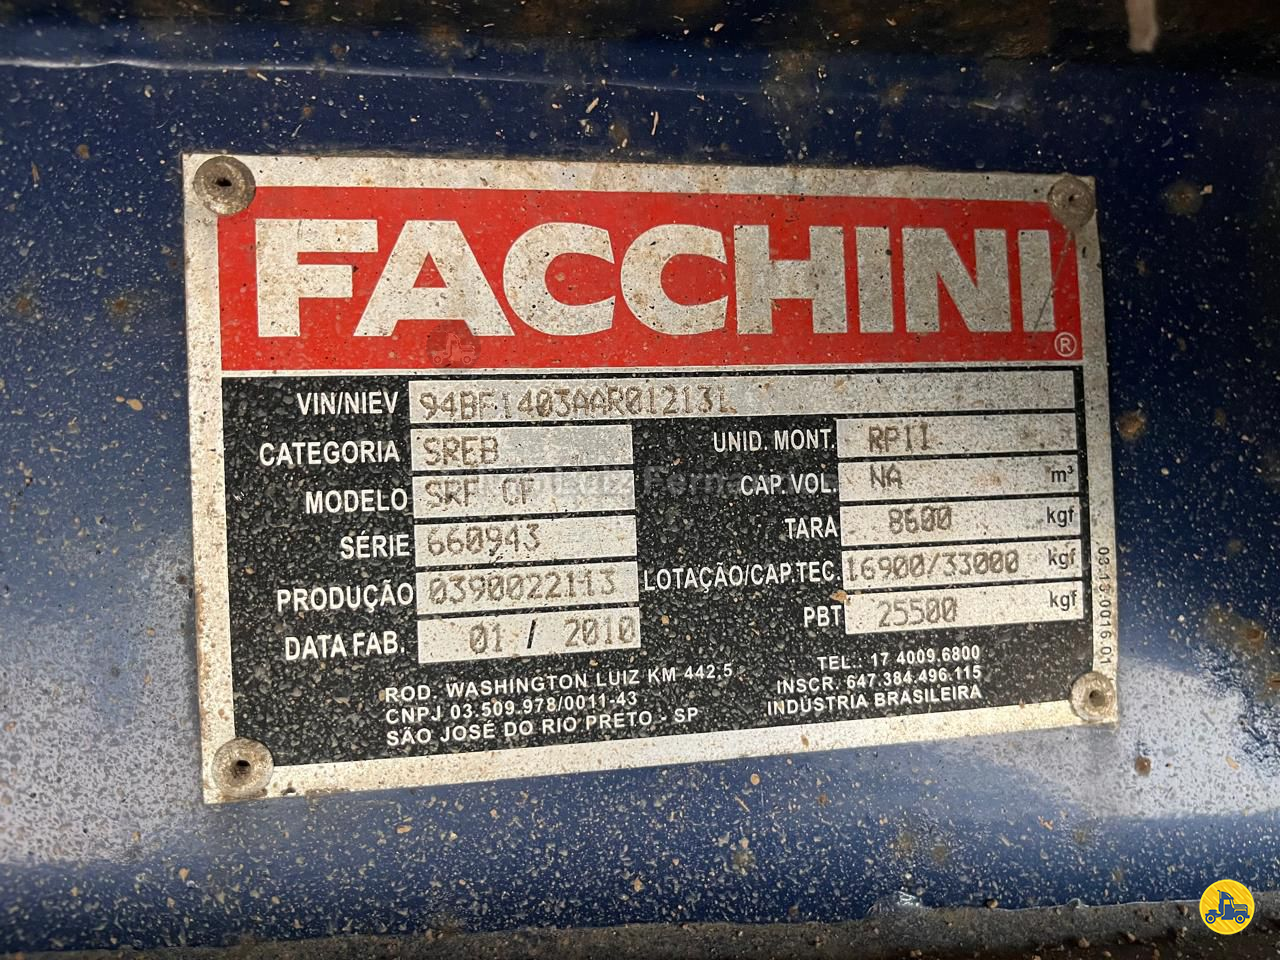 FACCHINI
®
VIN/NIEV 94BF1403AAR012131
CATEGORIA SREB
UNID. MONT. RPII
MODELO SRF CF
CAP. VOL. NA m³
SÉRIE 660943
TARA 8600 kgf
PRODUÇÃO 0390022113
LOTAÇÃO/CAP.TEC. 16900/33000 kgf
DATA FAB. 01 / 2010
PBT 25500 kgf
ROD. WASHINGTON LUIZ KM 442,5
CNPJ 03.509.978/0011-43
SÃO JOSÉ DO RIO PRETO - SP
TEL.: 17 4009.6800
INSCR. 647.384.496.115
INDÚSTRIA BRASILEIRA
03.13.0016.01